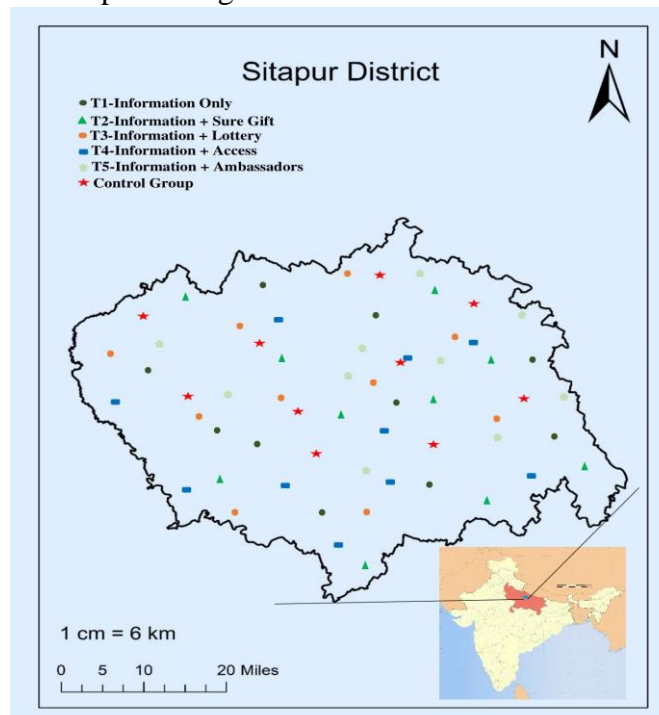 Sitapur District
N
T1-Information Only
T2-Information + Sure Gift
T3-Information + Lottery
T4-Information + Access
T5-Information + Ambassadors
Control Group
1 cm = 6 km
0 5 10 20 Miles